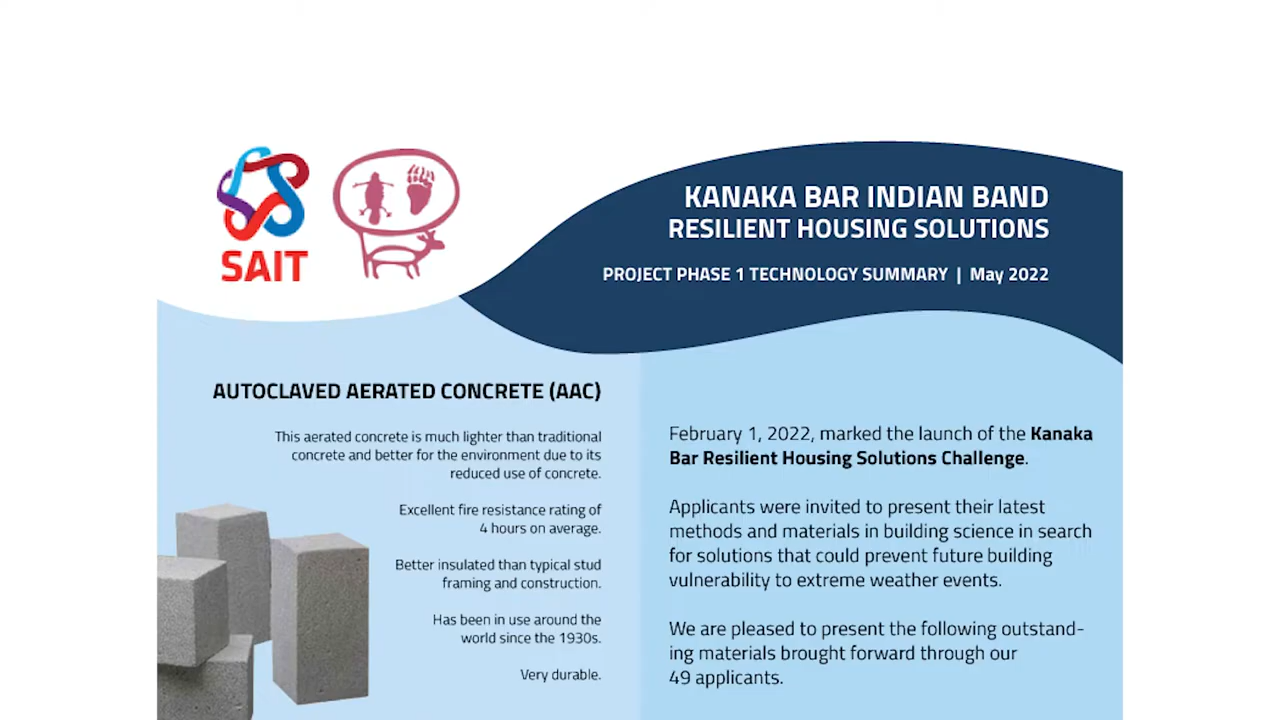 SAIT
KANAKA BAR INDIAN BAND
RESILIENT HOUSING SOLUTIONS
PROJECT PHASE 1 TECHNOLOGY SUMMARY | May 2022
AUTOCLAVED AERATED CONCRETE (AAC)
This aerated concrete is much lighter than traditional
concrete and better for the environment due to its
reduced use of concrete.
Excellent fire resistance rating of
4 hours on average.
Better insulated than typical stud
framing and construction.
Has been in use around the
world since the 1930s.
Very durable.
February 1, 2022, marked the launch of the Kanaka
Bar Resilient Housing Solutions Challenge.
Applicants were invited to present their latest
methods and materials in building science in search
for solutions that could prevent future building
vulnerability to extreme weather events.
We are pleased to present the following outstand-
ing materials brought forward through our
49 applicants.